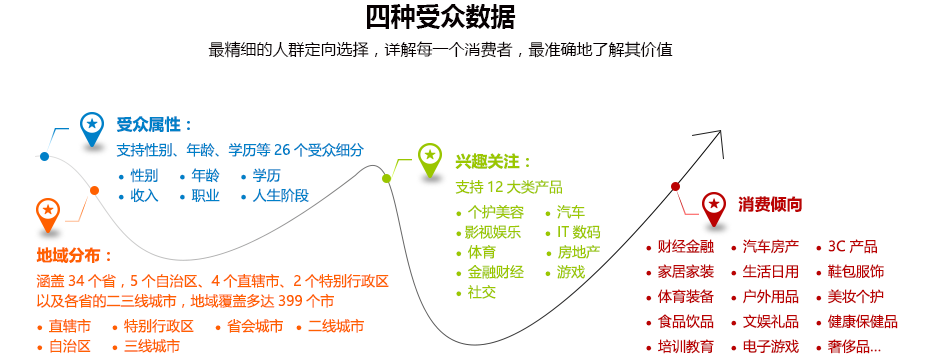 四种受众数据
最精细的人群定向选择，详解每一个消费者，最准确地了解其价值
受众属性：
支持性别、年龄、学历等 26 个受众细分
• 性别 • 年龄 • 学历
• 收入 • 职业 • 人生阶段
地域分布：
涵盖 34 个省，5 个自治区、4 个直辖市、2 个特别行政区
以及各省的二三线城市，地域覆盖多达 399 个市
• 直辖市 • 特别行政区 • 省会城市 • 二线城市
• 自治区 • 三线城市
兴趣关注：
支持 12 大类产品
• 个护美容 • 汽车
• 影视娱乐 • IT 数码
• 体育 • 房地产
• 金融财经 • 游戏
• 社交
消费倾向
• 财经金融 • 汽车房产 • 3C 产品
• 家居家装 • 生活日用 • 鞋包服饰
• 体育装备 • 户外用品 • 美妆个护
• 食品饮品 • 文娱礼品 • 健康保健品
• 培训教育 • 电子游戏 • 奢侈品...